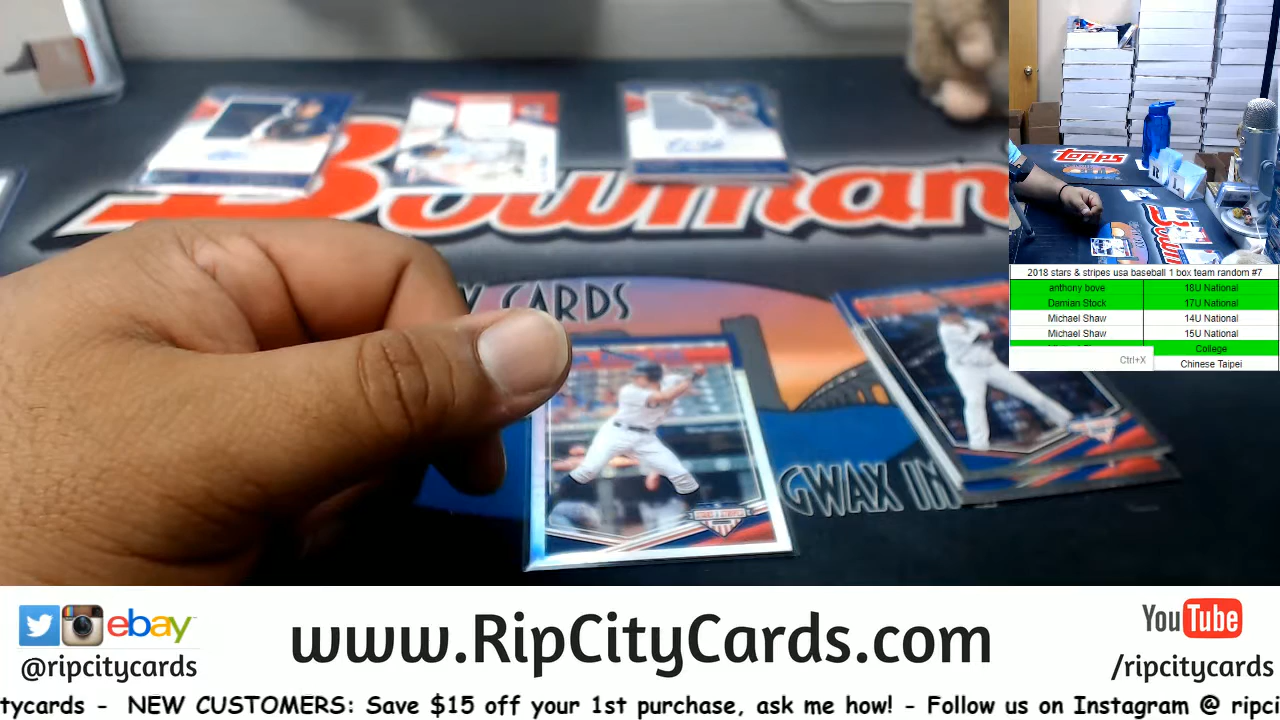 Bowman
Y CARDS
GWAX IN
TOPPS
Bowman
2018 stars & stripes usa baseball 1 box team random #7
anthony bove 18U National
Damian Stock 17U National
Michael Shaw 14U National
Michael Shaw 15U National
College
Ctrl+X
Chinese Taipei
ebay
www.RipCityCards.com
YouTube
@ripcitycards
/ripcitycards
tycards - NEW CUSTOMERS: Save $15 off your 1st purchase, ask me how! - Follow us on Instagram @ ripci